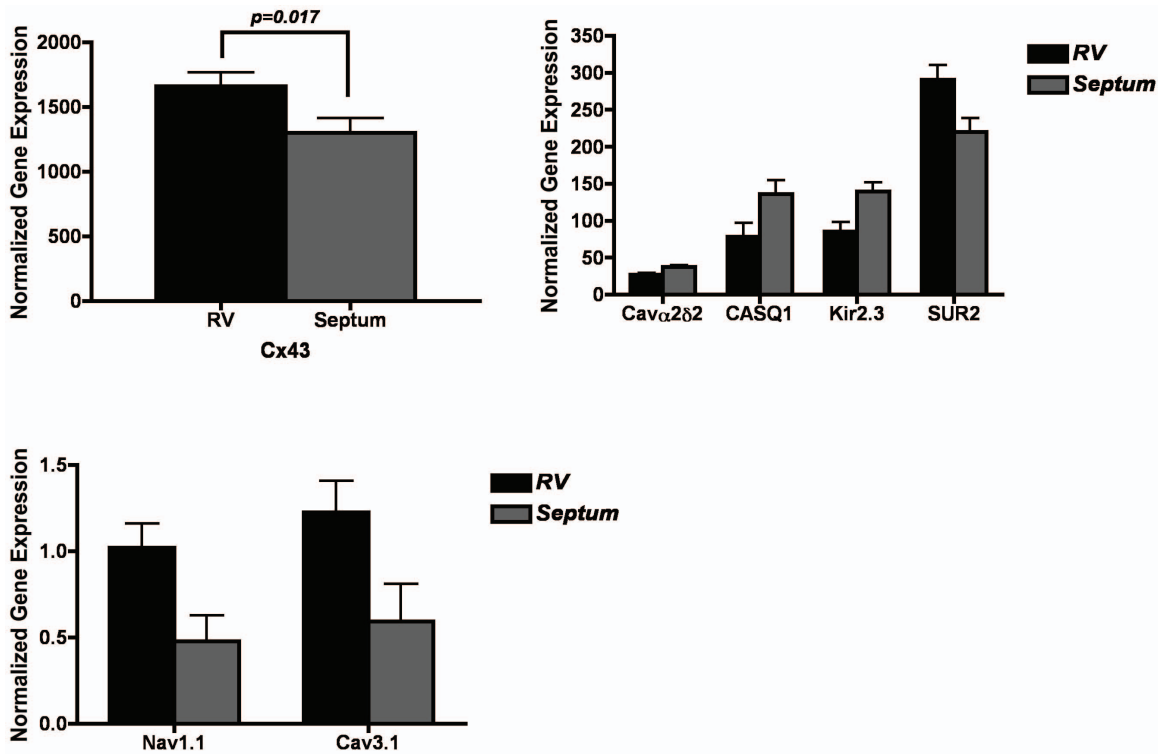 p=0.017
Normalized Gene Expression
2000
1500
1000
500
0
RV Septum
Cx43
Normalized Gene Expression
350
300
250
200
150
100
50
0
Cavα2δ2 CASQ1 Kir2.3 SUR2
RV
Septum
Normalized Gene Expression
1.5
1.0
0.5
0.0
Nav1.1 Cav3.1
RV
Septum